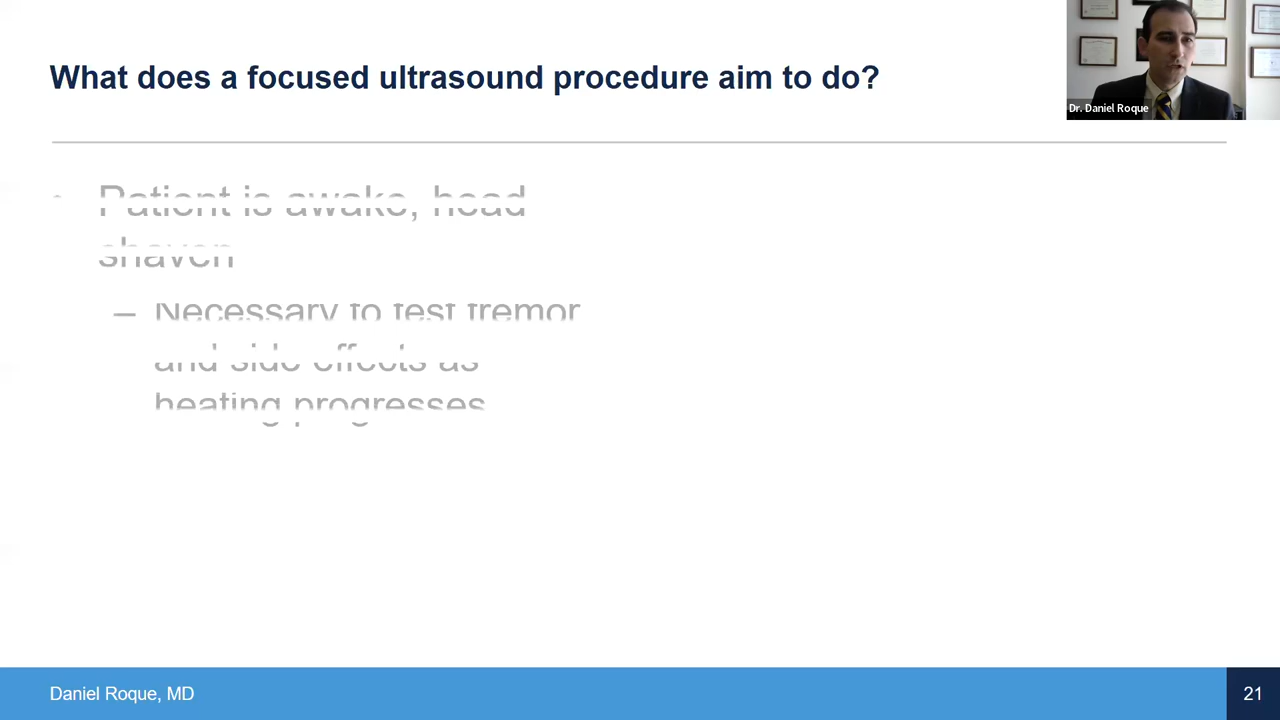 What does a focused ultrasound procedure aim to do?
Dr. Daniel Roque
• Patient is awake, head
shaven
– Necessary to test tremor
and side effects as
heating progresses
Daniel Roque, MD
21